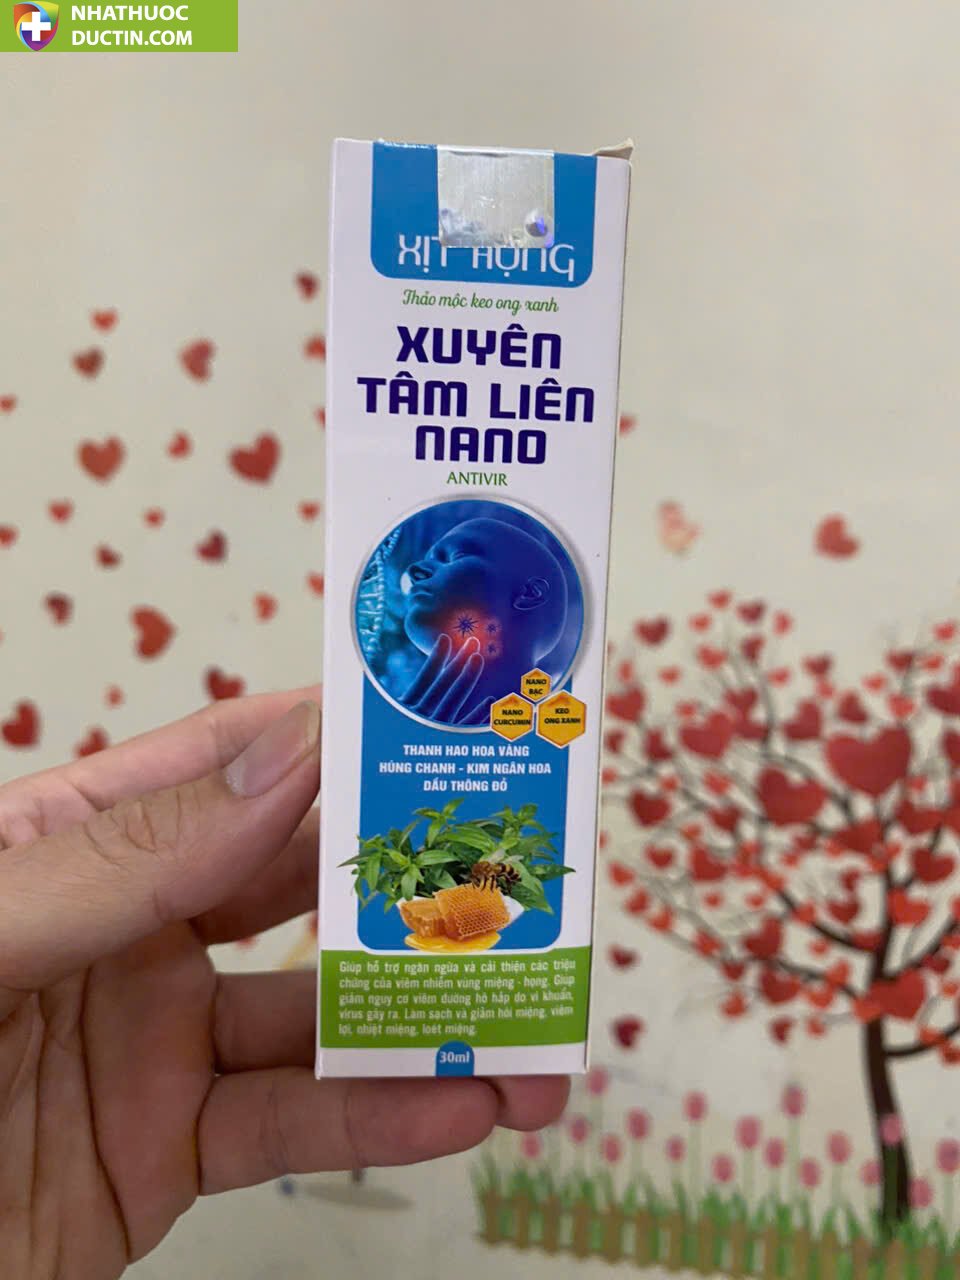 NHATHUOC
DUCTIN.COM
XỊT HỌNG
Thảo mộc keo ong xanh
XUYÊN
TÂM LIÊN
NANO
ANTIVIR
NANO
BẠC
NANO
CURCUMIN
KEO
ONG XANH
THANH HAO HOA VÀNG
HÚNG CHANH - KIM NGÂN HOA
DẦU THÔNG ĐỎ
Giúp hỗ trợ ngăn ngừa và cải thiện các triệu
chứng của viêm nhiễm vùng miệng - họng. Giúp
giảm nguy cơ viêm đường hô hấp do vi khuẩn,
virus gây ra. Làm sạch và giảm hôi miệng, viêm
lợi, nhiệt miệng, loét miệng.
30ml